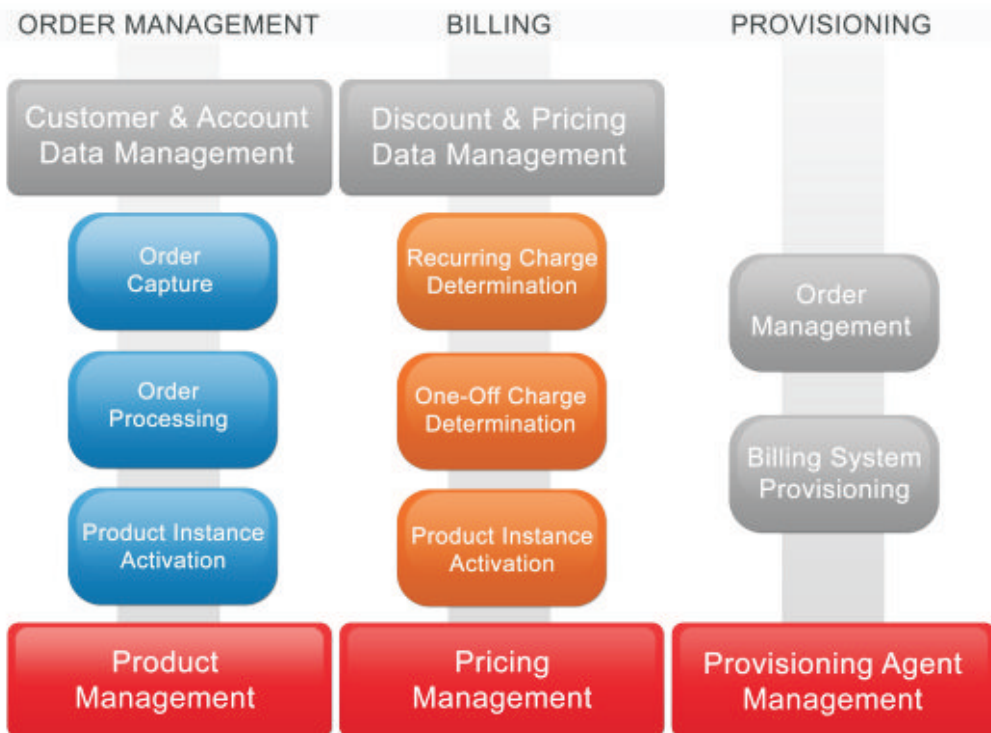 ORDER MANAGEMENT
BILLING
PROVISIONING
Customer & Account
Data Management
Discount & Pricing
Data Management
Order
Capture
Recurring Charge
Determination
Order
Management
Order
Processing
One-Off Charge
Determination
Billing System
Provisioning
Product Instance
Activation
Product Instance
Activation
Product
Management
Pricing
Management
Provisioning Agent
Management